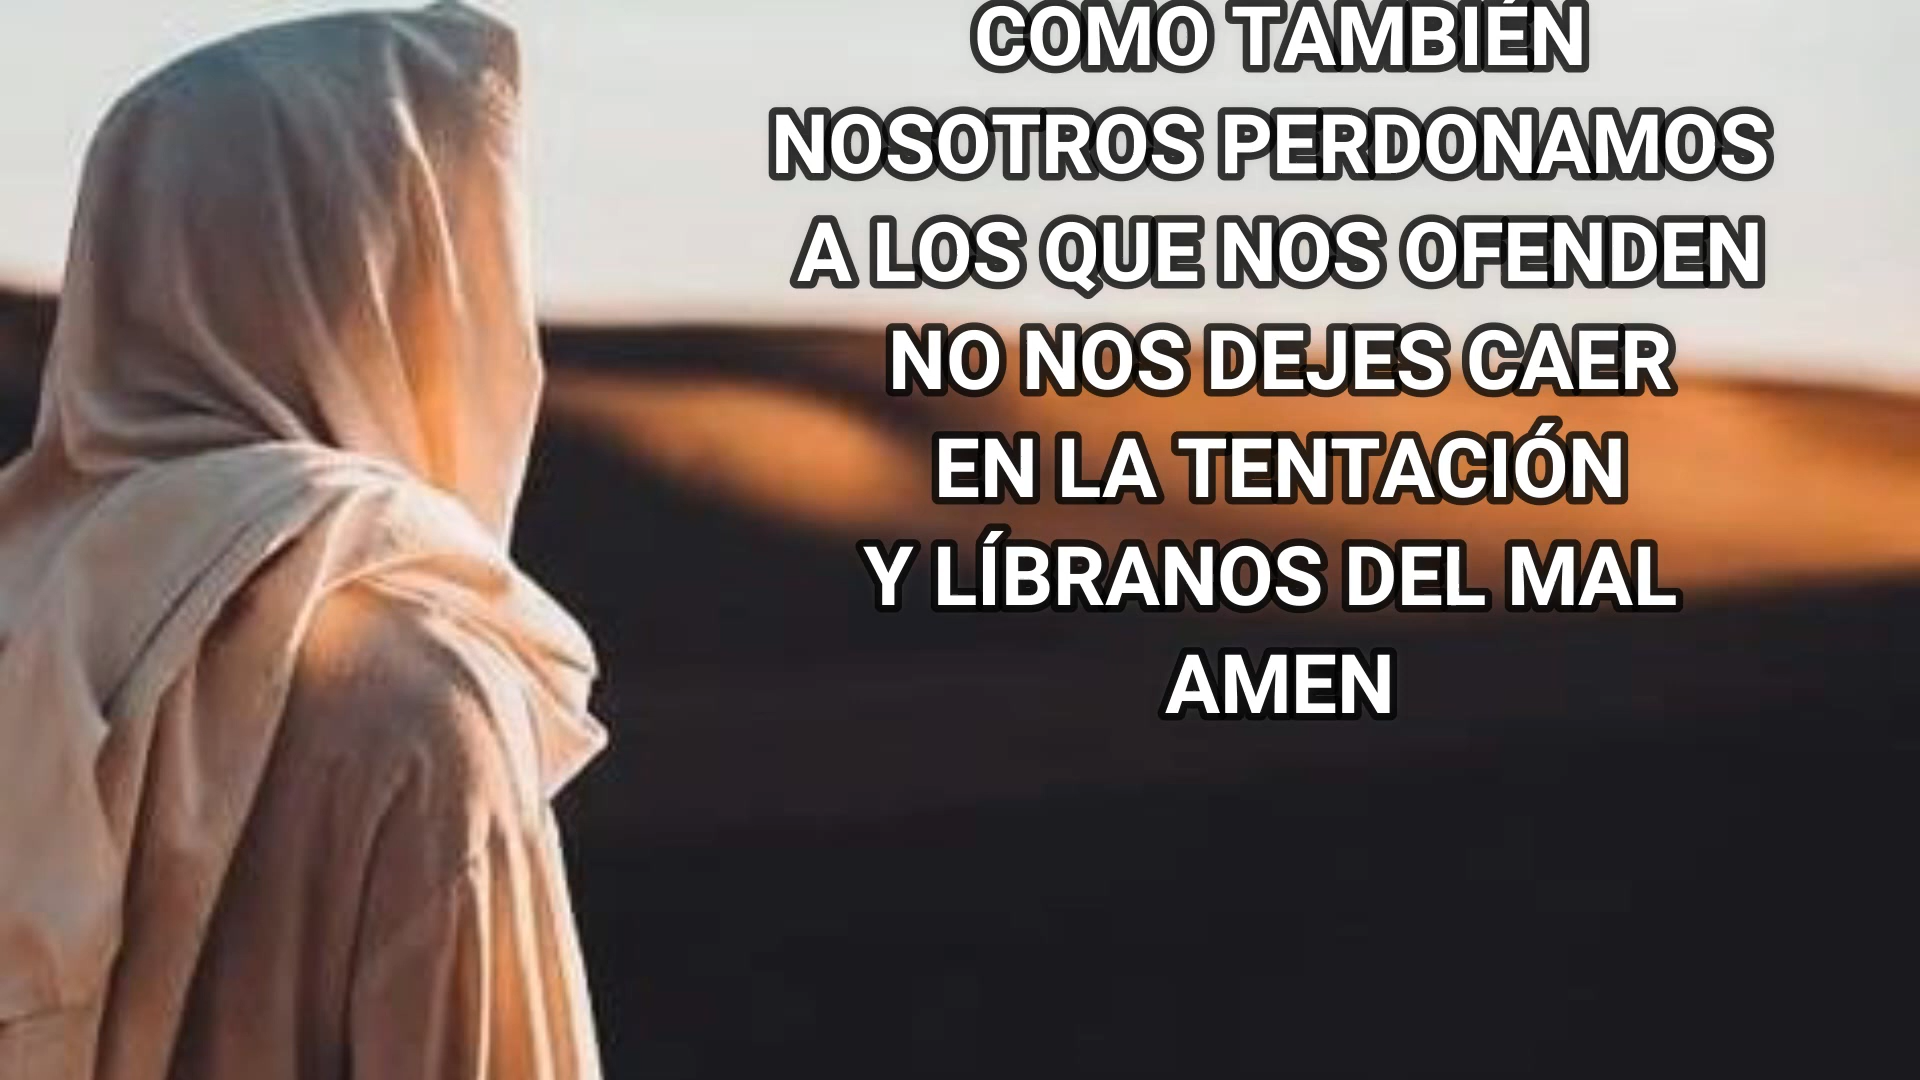 COMO TAMBIÉN
NOSOTROS PERDONAMOS
A LOS QUE NOS OFENDEN
NO NOS DEJES CAER
EN LA TENTACIÓN
Y LÍBRANOS DEL MAL
AMEN